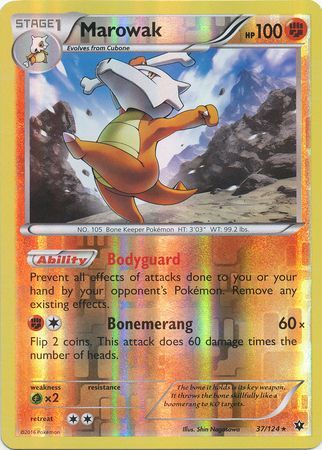 STAGE1
Marowak
HP100
Evolves from Cubone
NO. 105 Bone Keeper Pokémon HT: 3'03" WT: 99.2 lbs.
Ability Bodyguard
Prevent all effects of attacks done to you or your
hand by your opponent's Pokémon. Remove any
existing effects.
Bonemerang 60×
Flip 2 coins. This attack does 60 damage times the
number of heads.
weakness resistance
×2
retreat
The bone it holds is its key weapon.
It throws the bone skillfully like a
boomerang to KO targets.
©2016 Pokémon
Illus. Shin Nagasawa
37/124 ★